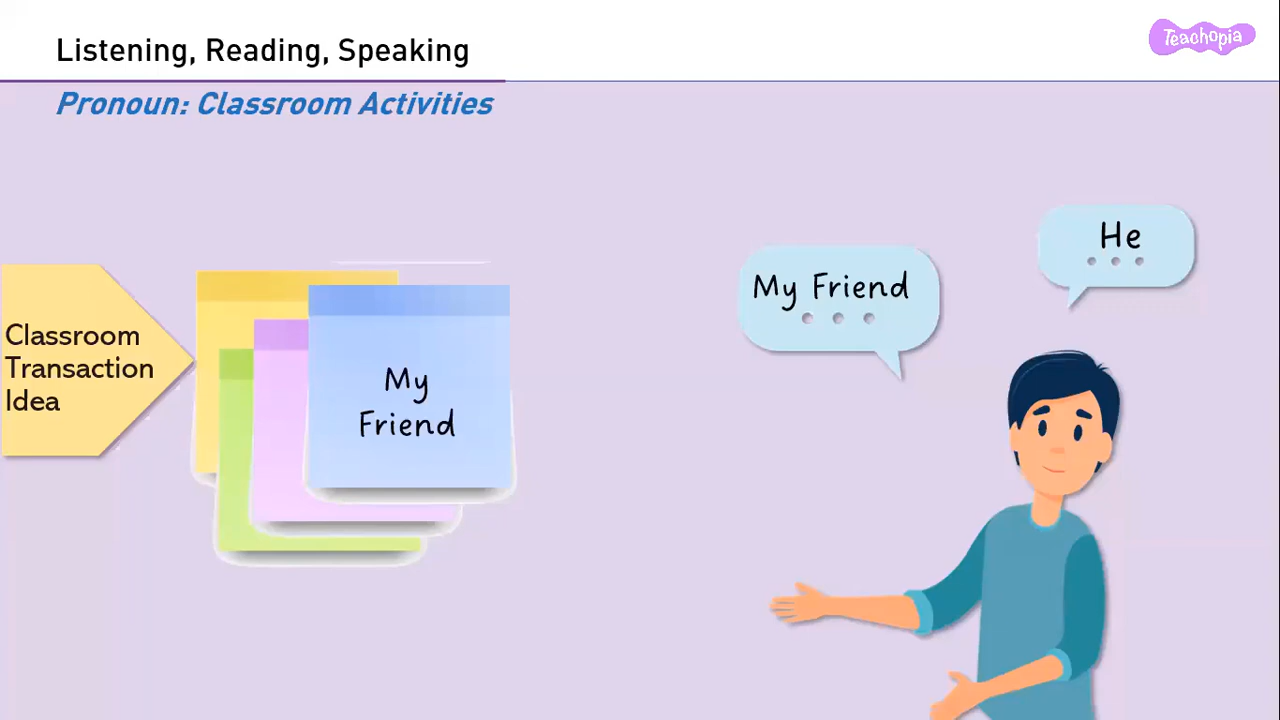 Listening, Reading, Speaking
Teachopia
Pronoun: Classroom Activities
He
My Friend
Classroom
Transaction
Idea
My
Friend